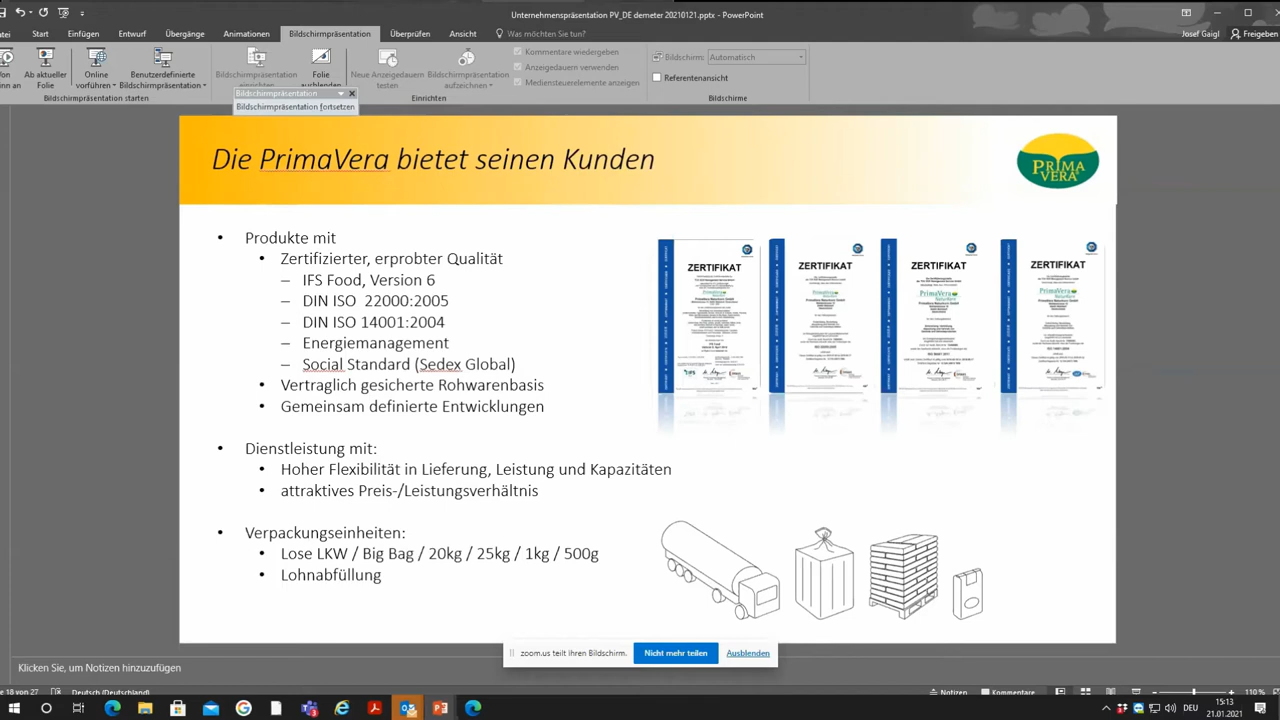 Unternehmenspräsentation PV_DE demeter 20210121.pptx - PowerPoint
Start Einfügen Entwurf Übergänge Animationen Bildschirmpräsentation Überprüfen Ansicht Was möchten Sie tun? Josef Gaigl Freigeben
Ab aktueller Folie
Online vorführen
Benutzerdefinierte Bildschirmpräsentation
Bildschirmpräsentation einrichten
Folie ausblenden
Neue Anzeigedauern testen
Bildschirmpräsentation aufzeichnen
Kommentare wiedergeben
Anzeigedauern verwenden
Mediensteuerelemente anzeigen
Bildschirm: Automatisch
Referentenansicht
Bildschirmpräsentation starten
Einrichten
Bildschirme
Bildschirmpräsentation
Bildschirmpräsentation fortsetzen
Die PrimaVera bietet seinen Kunden
PRIMA
VERA
• Produkte mit
• Zertifizierter, erprobter Qualität
– IFS Food, Version 6
– DIN ISO 22000:2005
– DIN ISO 14001:2004
– Energiemanagement
– Social Standard (Sedex Global)
• Vertraglich gesicherte Rohwarenbasis
• Gemeinsam definierte Entwicklungen
ZERTIFIKAT
ZERTIFIKAT
ZERTIFIKAT
ZERTIFIKAT
• Dienstleistung mit:
• Hoher Flexibilität in Lieferung, Leistung und Kapazitäten
• attraktives Preis-/Leistungsverhältnis
• Verpackungseinheiten:
• Lose LKW / Big Bag / 20kg / 25kg / 1kg / 500g
• Lohnabfüllung
zoom.us teilt ihren Bildschirm. Nicht mehr teilen Ausblenden
Klicken Sie, um Notizen hinzuzufügen
18 von 27 Deutsch (Deutschland) Notizen Kommentare 110 %
DEU
15:13
21.01.2021